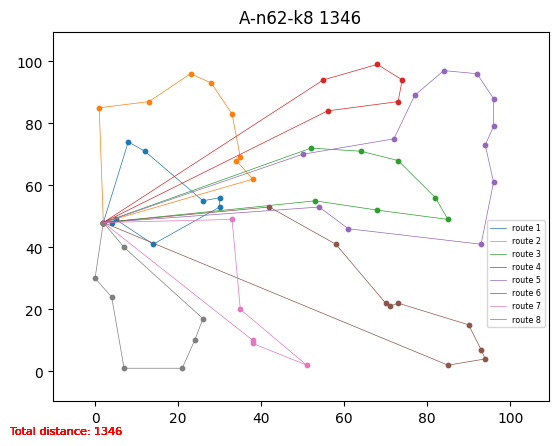 A-n62-k8 1346
100
80
60
40
20
0
0 20 40 60 80 100
route 1
route 2
route 3
route 4
route 5
route 6
route 7
route 8
Total distance: 1346